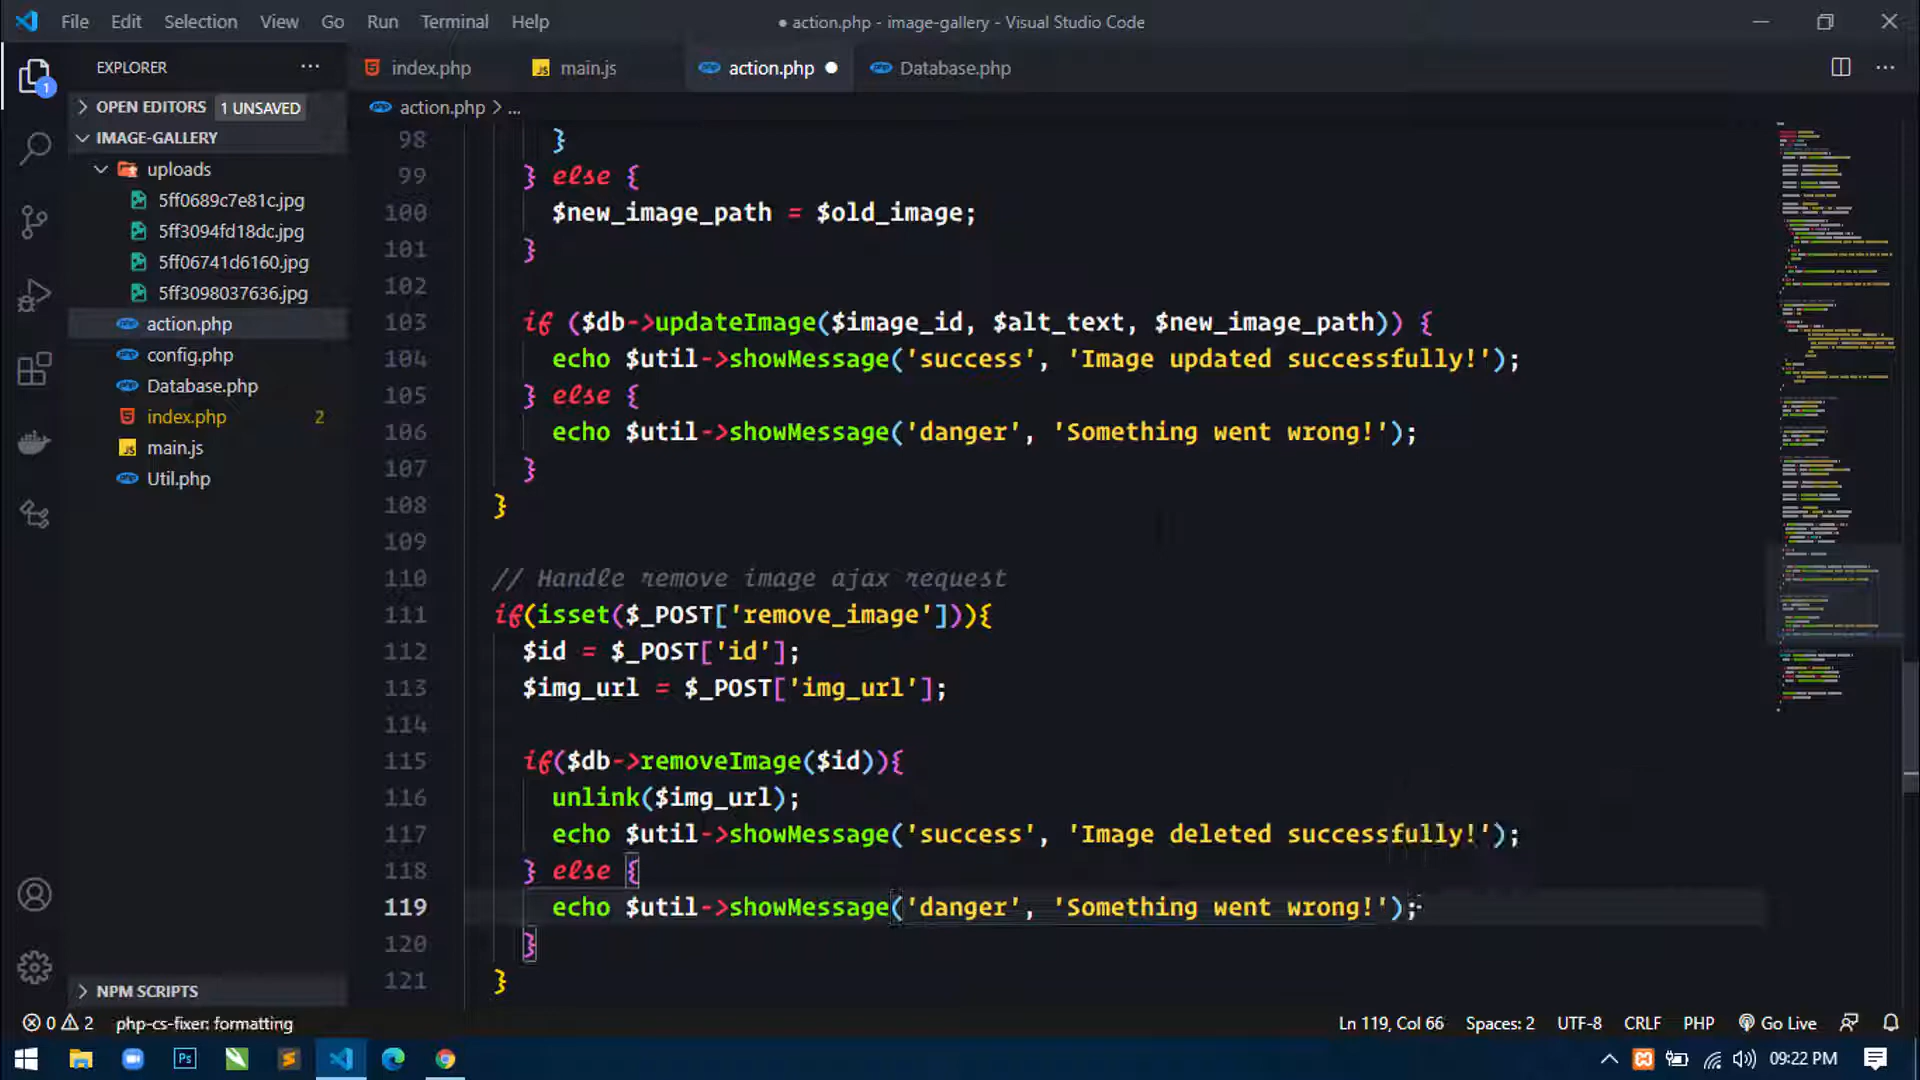 File Edit Selection View Go Run Terminal Help
● action.php - image-gallery - Visual Studio Code
EXPLORER
index.php
main.js
action.php
Database.php
OPEN EDITORS 1 UNSAVED
action.php > ...
IMAGE-GALLERY
uploads
5ff0689c7e81c.jpg
5ff3094fd18dc.jpg
5ff06741d6160.jpg
5ff3098037636.jpg
action.php
config.php
Database.php
index.php 2
main.js
Util.php
NPM SCRIPTS
98 }
99 } else {
100 $new_image_path = $old_image;
101 }
102
103 if ($db->updateImage($image_id, $alt_text, $new_image_path)) {
104 echo $util->showMessage('success', 'Image updated successfully!');
105 } else {
106 echo $util->showMessage('danger', 'Something went wrong!');
107 }
108 }
109
110 // Handle remove image ajax request
111 if(isset($_POST['remove_image'])){
112 $id = $_POST['id'];
113 $img_url = $_POST['img_url'];
114
115 if($db->removeImage($id)){
116 unlink($img_url);
117 echo $util->showMessage('success', 'Image deleted successfully!');
118 } else {
119 echo $util->showMessage('danger', 'Something went wrong!');
120 }
121 }
0 2 php-cs-fixer: formatting
Ln 119, Col 66 Spaces: 2 UTF-8 CRLF PHP Go Live
1
Ps
09:22 PM